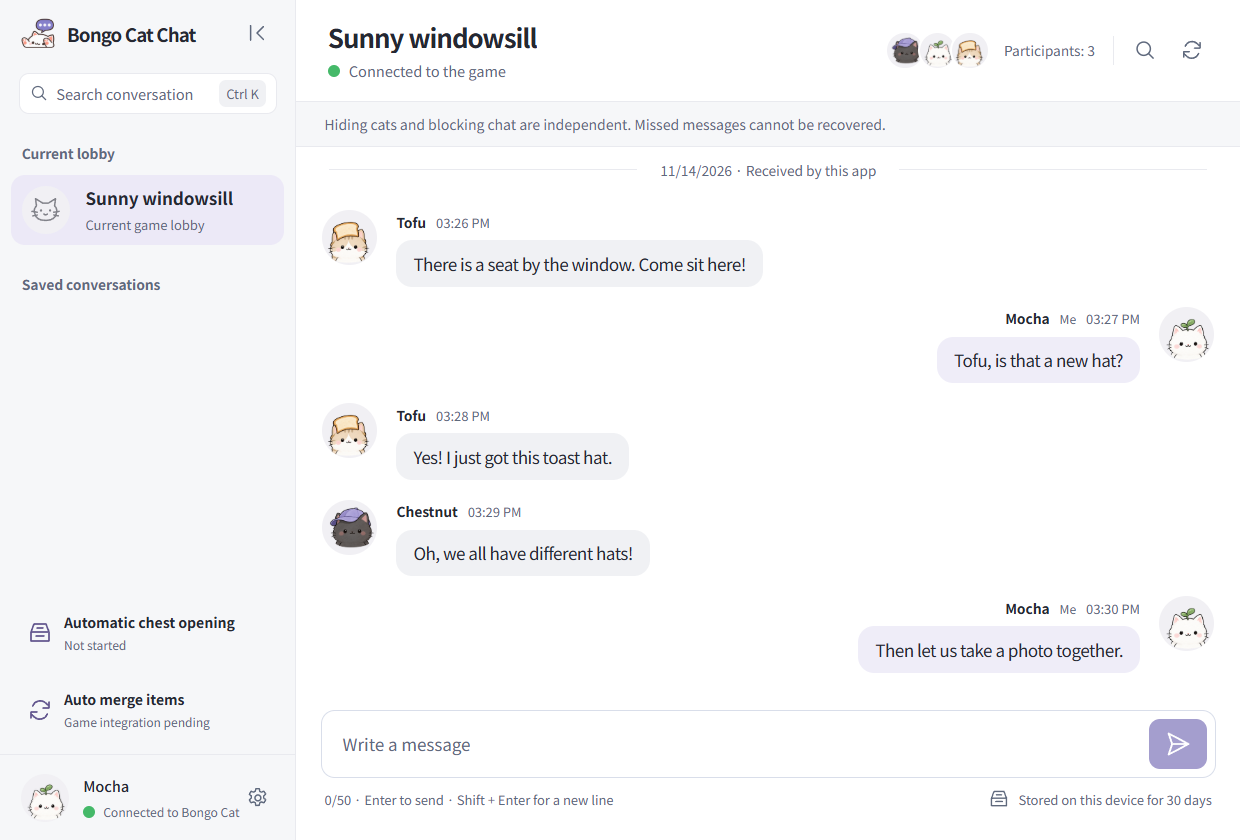 Bongo Cat Chat
Search conversation
Ctrl K
Current lobby
Sunny windowsill
Current game lobby
Saved conversations
Automatic chest opening
Not started
Auto merge items
Game integration pending
Mocha
Connected to Bongo Cat
Sunny windowsill
Connected to the game
Participants: 3
Hiding cats and blocking chat are independent. Missed messages cannot be recovered.
11/14/2026 · Received by this app
Tofu 03:26 PM
There is a seat by the window. Come sit here!
Mocha Me 03:27 PM
Tofu, is that a new hat?
Tofu 03:28 PM
Yes! I just got this toast hat.
Chestnut 03:29 PM
Oh, we all have different hats!
Mocha Me 03:30 PM
Then let us take a photo together.
Write a message
0/50 · Enter to send · Shift + Enter for a new line
Stored on this device for 30 days